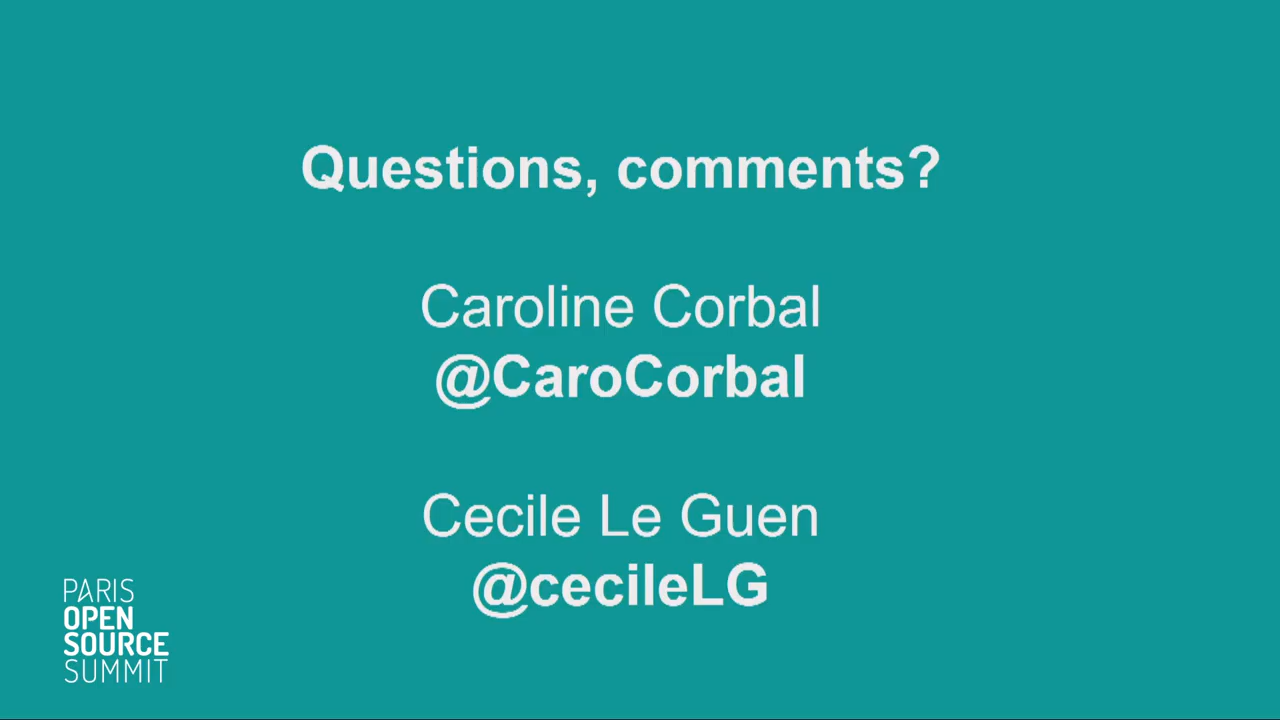 Questions, comments?
Caroline Corbal
@CaroCorbal
Cecile Le Guen
@cecileLG
PARIS
OPEN
SOURCE
SUMMIT